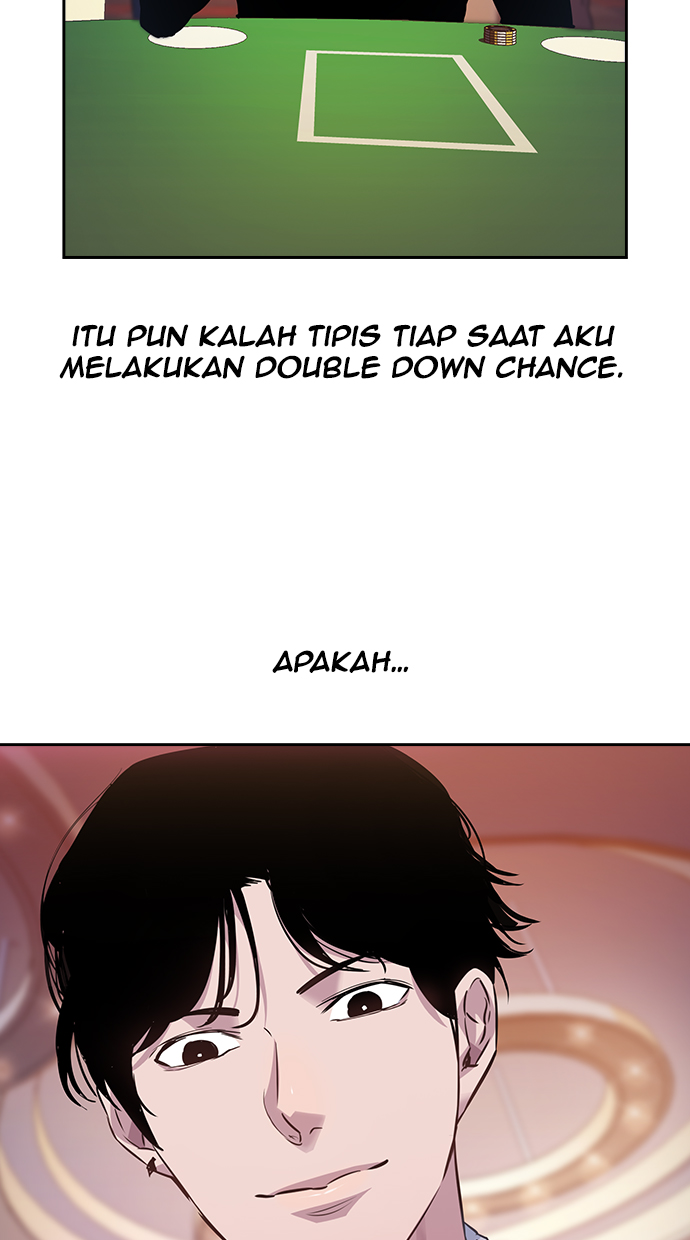 ITU PUN KALAH TIPIS TIAP SAAT AKU
MELAKUKAN DOUBLE DOWN CHANCE.
APAKAH...